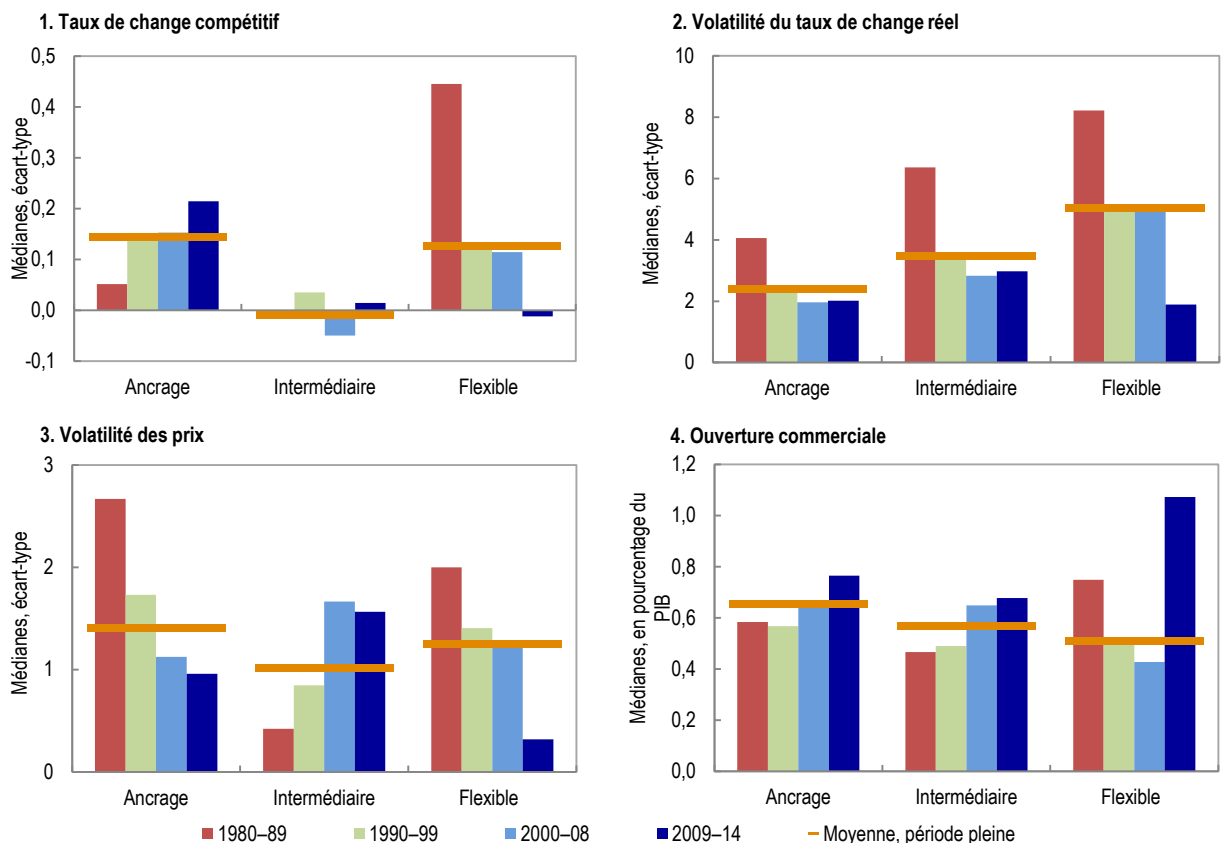 1. Taux de change compétitif
0,5
0,4
0,3
0,2
0,1
0,0
-0,1
Médianes, écart-type
Ancrage Intermédiaire Flexible
2. Volatilité du taux de change réel
10
8
6
4
2
0
Médianes, écart-type
Ancrage Intermédiaire Flexible
3. Volatilité des prix
3
2
1
0
Médianes, écart-type
Ancrage Intermédiaire Flexible
4. Ouverture commerciale
1,2
1,0
0,8
0,6
0,4
0,2
0,0
Médianes, en pourcentage du
PIB
Ancrage Intermédiaire Flexible
1980–89 1990–99 2000–08 2009–14 Moyenne, période pleine